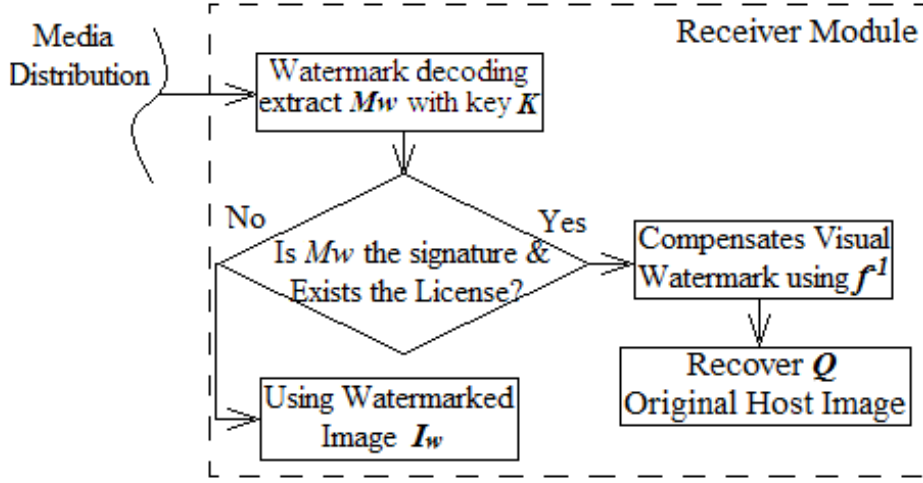 Media
Distribution
Receiver Module
Watermark decoding
extract Mw with key K
No
Yes
Is Mw the signature &
Exists the License?
Compensates Visual
Watermark using f⁻¹
Recover Q
Original Host Image
Using Watermarked
Image Iw